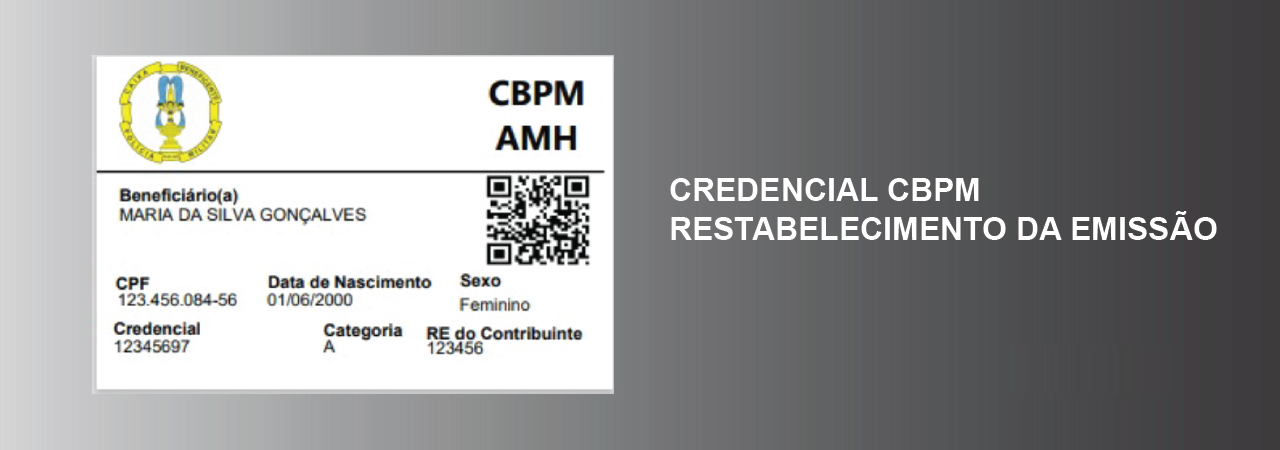 CAIXA BENEFICENTE
POLICIA MILITAR
CBPM
AMH
Beneficiário(a)
MARIA DA SILVA GONÇALVES
CPF Data de Nascimento Sexo
123.456.084-56 01/06/2000 Feminino
Credencial Categoria RE do Contribuinte
12345697 A 123456
CREDENCIAL CBPM
RESTABELECIMENTO DA EMISSÃO